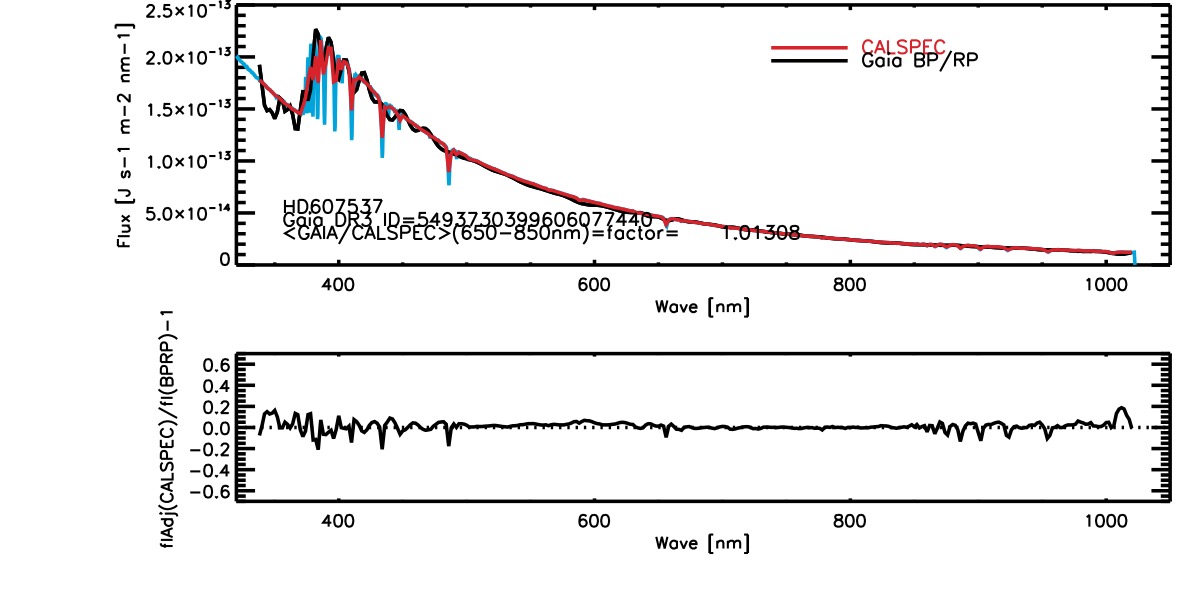 2.5×10−13
2.0×10−13
1.5×10−13
1.0×10−13
5.0×10−14
0
Flux [J s−1 m−2 nm−1]
CALSPEC
Gaia BP/RP
HD607537
Gaia DR3 ID=5493730399606077440
<GAIA/CALSPEC>(650−850nm)=factor= 1.01308
400 600 800 1000
Wave [nm]
flAdj(CALSPEC)/fl(BPRP)−1
0.6
0.4
0.2
0.0
−0.2
−0.4
−0.6
400 600 800 1000
Wave [nm]